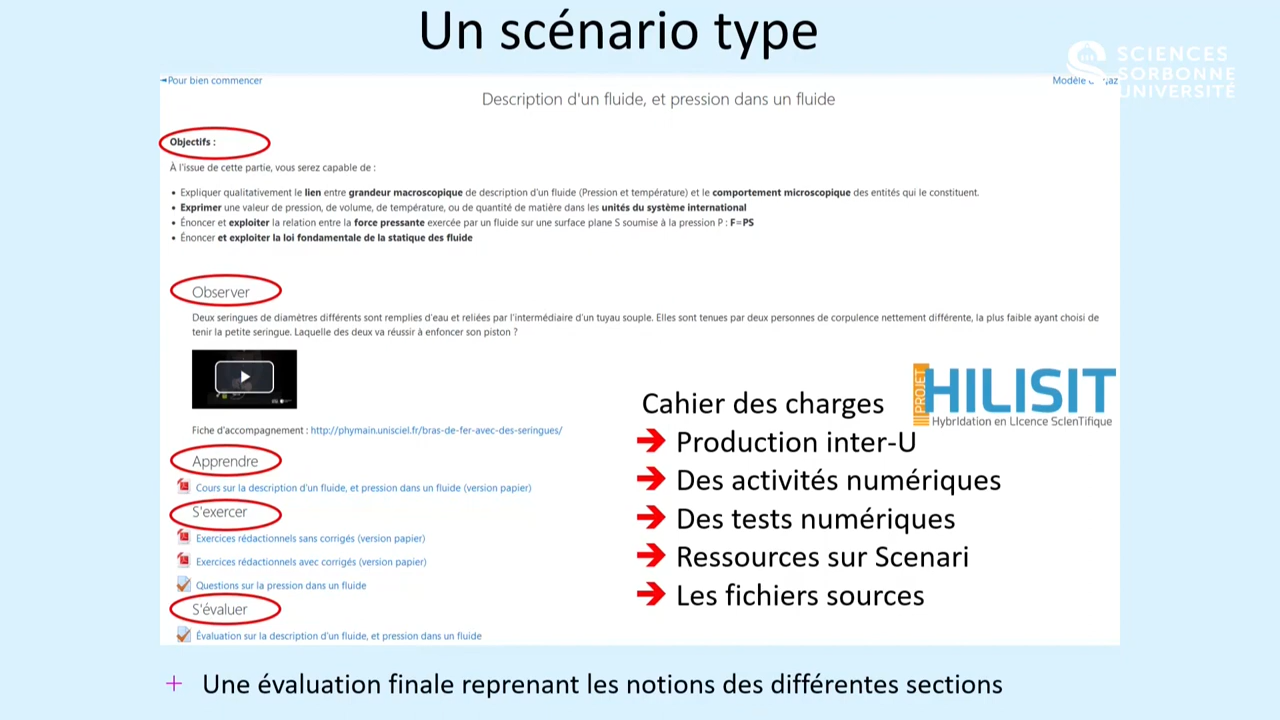 Un scénario type
SCIENCES
SORBONNE
UNIVERSITÉ
◄Pour bien commencer
Modèle
Description d'un fluide, et pression dans un fluide
Objectifs :
À l'issue de cette partie, vous serez capable de :
• Expliquer qualitativement le lien entre grandeur macroscopique de description d'un fluide (Pression et température) et le comportement microscopique des entités qui le constituent.
• Exprimer une valeur de pression, de volume, de température, ou de quantité de matière dans les unités du système international
• Énoncer et exploiter la relation entre la force pressante exercée par un fluide sur une surface plane S soumise à la pression P : F=PS
• Énoncer et exploiter la loi fondamentale de la statique des fluide
Observer
Deux seringues de diamètres différents sont remplies d'eau et reliées par l'intermédiaire d'un tuyau souple. Elles sont tenues par deux personnes de corpulence nettement différente, la plus faible ayant choisi de
tenir la petite seringue. Laquelle des deux va réussir à enfoncer son piston ?
Fiche d'accompagnement : http://phymain.unisciel.fr/bras-de-fer-avec-des-seringues/
Apprendre
Cours sur la description d'un fluide, et pression dans un fluide (version papier)
S'exercer
Exercices rédactionnels sans corrigés (version papier)
Exercices rédactionnels avec corrigés (version papier)
Questions sur la pression dans un fluide
S'évaluer
Évaluation sur la description d'un fluide, et pression dans un fluide
PROJET
HILISIT
HybrIdation en LIcence ScIenTifique
Cahier des charges
➔ Production inter-U
➔ Des activités numériques
➔ Des tests numériques
➔ Ressources sur Scenari
➔ Les fichiers sources
+ Une évaluation finale reprenant les notions des différentes sections